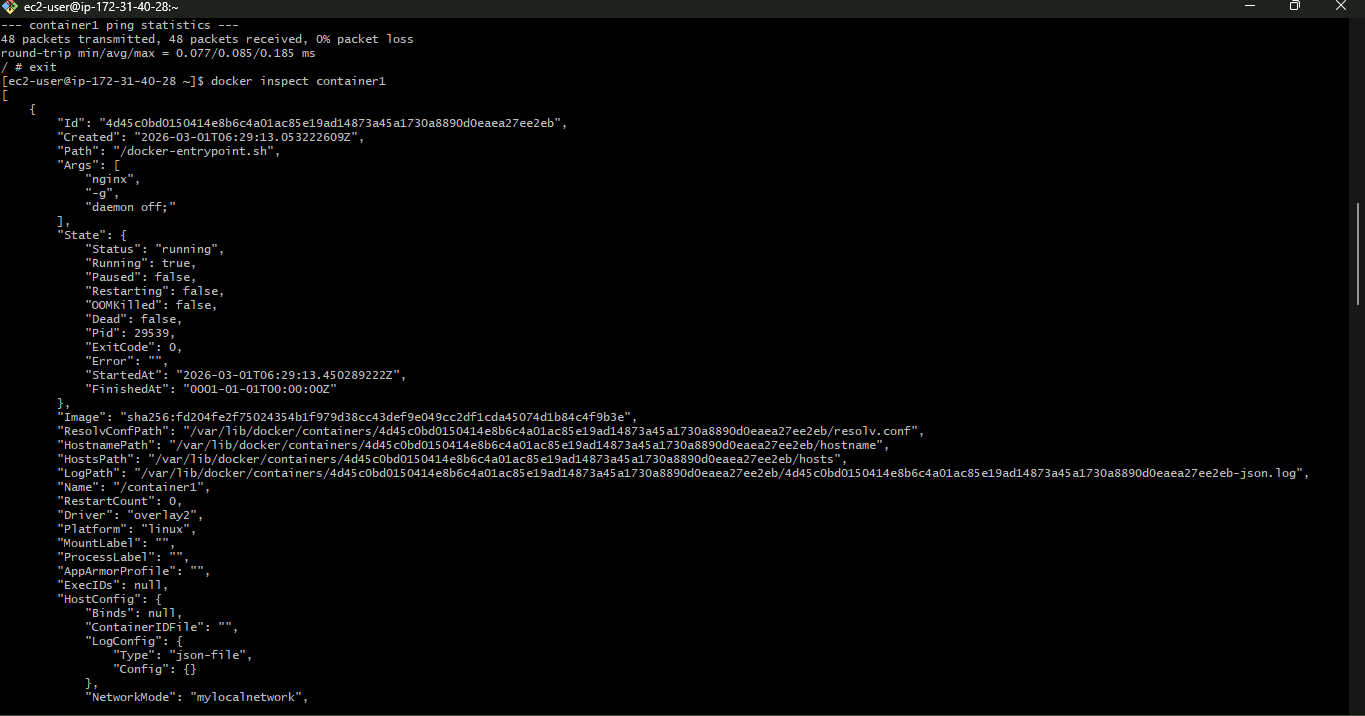 ec2-user@ip-172-31-40-28:~
--- container1 ping statistics ---
48 packets transmitted, 48 packets received, 0% packet loss
round-trip min/avg/max = 0.077/0.085/0.185 ms
/ # exit
[ec2-user@ip-172-31-40-28 ~]$ docker inspect container1
[
    {
        "Id": "4d45c0bd0150414e8b6c4a01ac85e19ad14873a45a1730a8890d0eaea27ee2eb",
        "Created": "2026-03-01T06:29:13.053222609Z",
        "Path": "/docker-entrypoint.sh",
        "Args": [
            "nginx",
            "-g",
            "daemon off;"
        ],
        "State": {
            "Status": "running",
            "Running": true,
            "Paused": false,
            "Restarting": false,
            "OOMKilled": false,
            "Dead": false,
            "Pid": 29539,
            "ExitCode": 0,
            "Error": "",
            "StartedAt": "2026-03-01T06:29:13.450289222Z",
            "FinishedAt": "0001-01-01T00:00:00Z"
        },
        "Image": "sha256:fd204fe2f75024354b1f979d38cc43def9e049cc2df1cda45074d1b84c4f9b3e",
        "ResolvConfPath": "/var/lib/docker/containers/4d45c0bd0150414e8b6c4a01ac85e19ad14873a45a1730a8890d0eaea27ee2eb/resolv.conf",
        "HostnamePath": "/var/lib/docker/containers/4d45c0bd0150414e8b6c4a01ac85e19ad14873a45a1730a8890d0eaea27ee2eb/hostname",
        "HostsPath": "/var/lib/docker/containers/4d45c0bd0150414e8b6c4a01ac85e19ad14873a45a1730a8890d0eaea27ee2eb/hosts",
        "LogPath": "/var/lib/docker/containers/4d45c0bd0150414e8b6c4a01ac85e19ad14873a45a1730a8890d0eaea27ee2eb/4d45c0bd0150414e8b6c4a01ac85e19ad14873a45a1730a8890d0eaea27ee2eb-json.log",
        "Name": "/container1",
        "RestartCount": 0,
        "Driver": "overlay2",
        "Platform": "linux",
        "MountLabel": "",
        "ProcessLabel": "",
        "AppArmorProfile": "",
        "ExecIDs": null,
        "HostConfig": {
            "Binds": null,
            "ContainerIDFile": "",
            "LogConfig": {
                "Type": "json-file",
                "Config": {}
            },
            "NetworkMode": "mylocalnetwork",